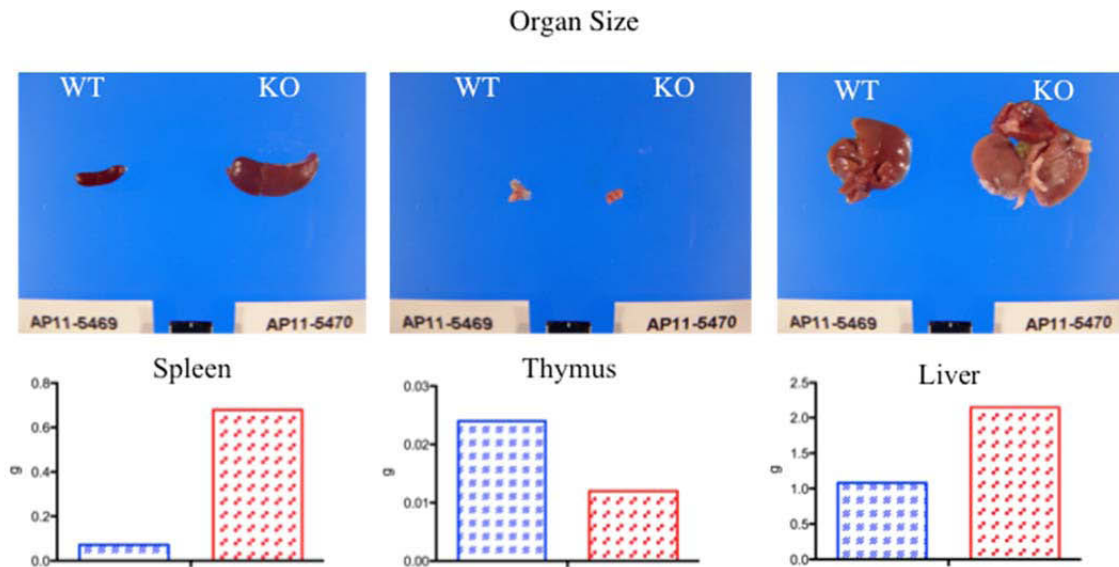 Organ Size
WT KO
WT KO
WT KO
AP11-5469 AP11-5470
AP11-5469 AP11-5470
AP11-5469 AP11-5470
Spleen
Thymus
Liver
0.8
0.6
0.4
0.2
0.0
g
0.03
0.02
0.01
0.00
g
2.5
2.0
1.5
1.0
0.5
0.0
g